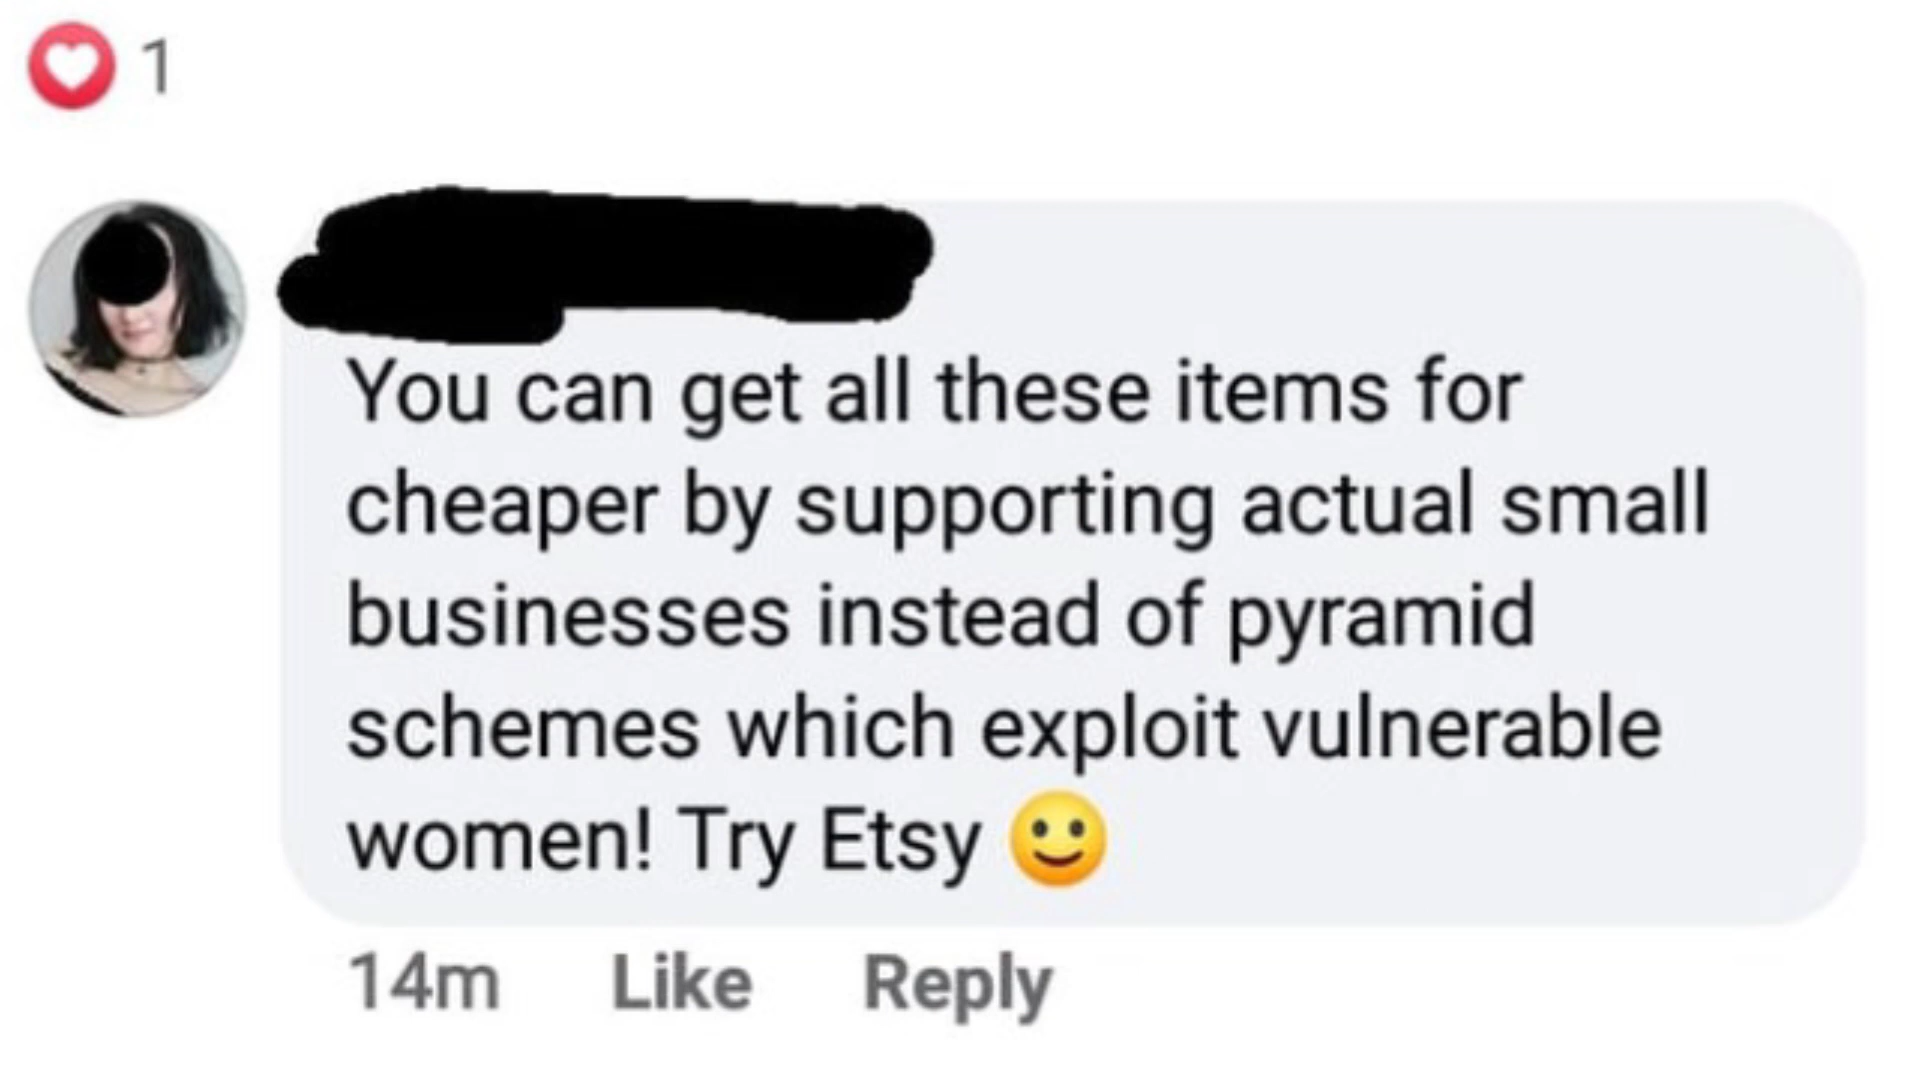 1
You can get all these items for
cheaper by supporting actual small
businesses instead of pyramid
schemes which exploit vulnerable
women! Try Etsy 🙂
14m Like Reply